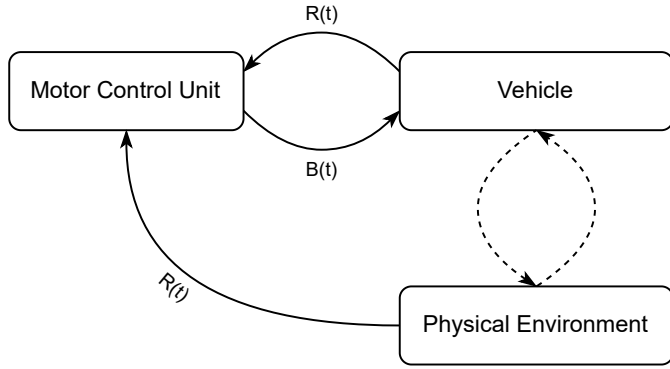 R(t)
Motor Control Unit
Vehicle
B(t)
R(t)
Physical Environment